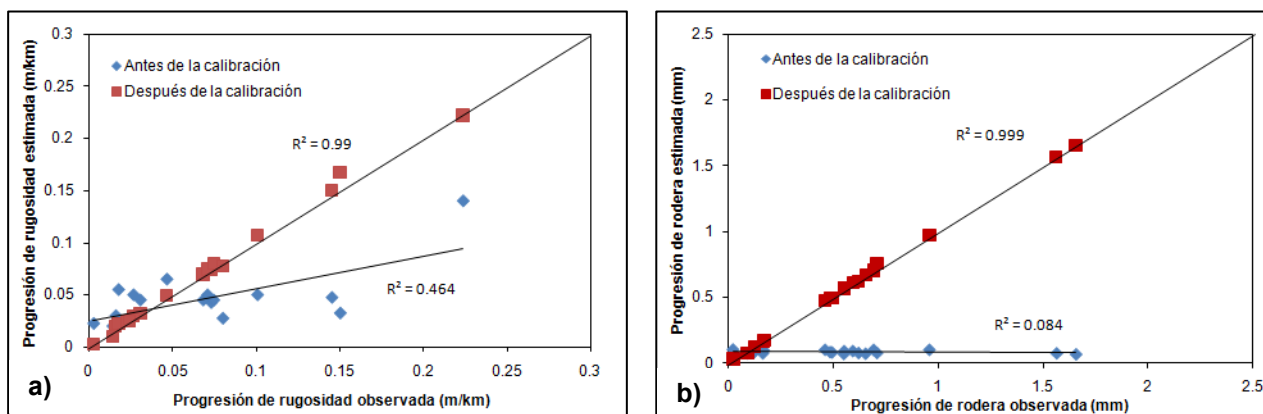 0.3
0.25
0.2
0.15
0.1
0.05
0
Progresión de rugosidad estimada (m/km)
Antes de la calibración
Después de la calibración
R² = 0.99
R² = 0.464
0
0.05
0.1
0.15
0.2
0.25
0.3
a)
Progresión de rugosidad observada (m/km)
2.5
2
1.5
1
0.5
0
Progresión de rodera estimada (mm)
Antes de la calibración
Después de la calibración
R² = 0.999
R² = 0.084
0
0.5
1
1.5
2
2.5
b)
Progresión de rodera observada (mm)